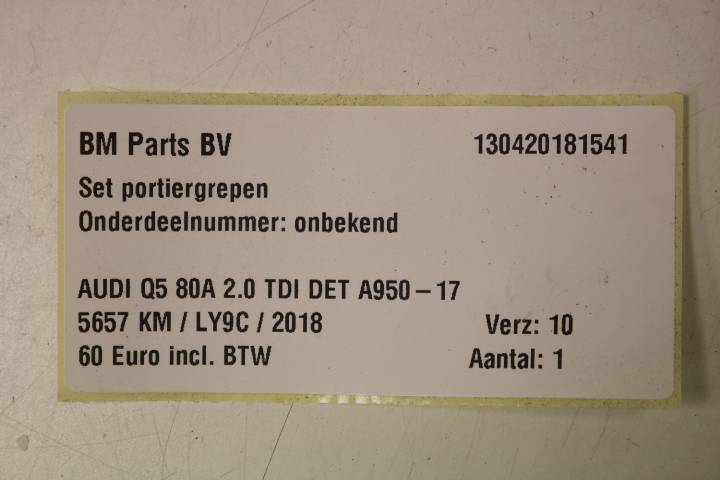 BM Parts BV 130420181541
Set portiergrepen
Onderdeelnummer: onbekend
AUDI Q5 80A 2.0 TDI DET A950-17
5657 KM / LY9C / 2018 Verz: 10
60 Euro incl. BTW Aantal: 1